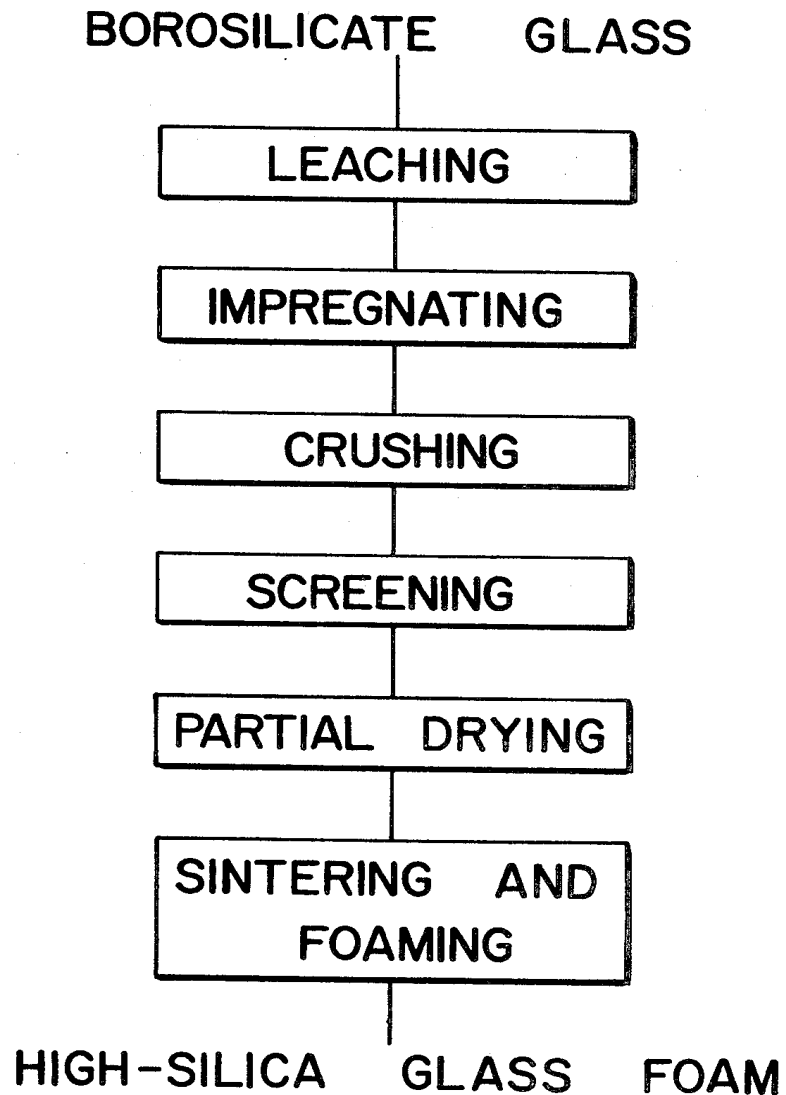 BOROSILICATE GLASS
LEACHING
IMPREGNATING
CRUSHING
SCREENING
PARTIAL DRYING
SINTERING AND
FOAMING
HIGH-SILICA GLASS FOAM